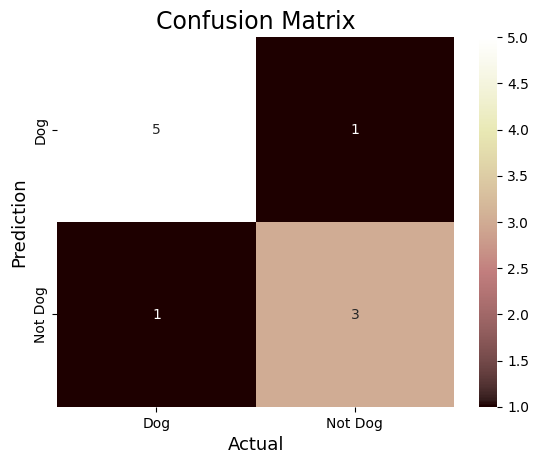 Confusion Matrix
Prediction
Dog
Not Dog
5
1
1
3
Dog
Not Dog
Actual
5.0
4.5
4.0
3.5
3.0
2.5
2.0
1.5
1.0